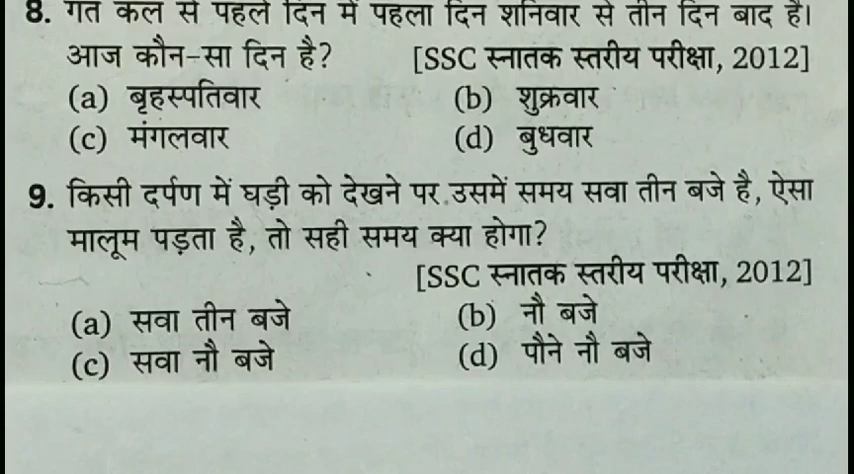 8. गत कल से पहले दिन में पहला दिन शनिवार से तीन दिन बाद है।
आज कौन-सा दिन है? [SSC स्नातक स्तरीय परीक्षा, 2012]
(a) बृहस्पतिवार (b) शुक्रवार
(c) मंगलवार (d) बुधवार
9. किसी दर्पण में घड़ी को देखने पर उसमें समय सवा तीन बजे है, ऐसा
मालूम पड़ता है, तो सही समय क्या होगा?
[SSC स्नातक स्तरीय परीक्षा, 2012]
(a) सवा तीन बजे (b) नौ बजे
(c) सवा नौ बजे (d) पौने नौ बजे